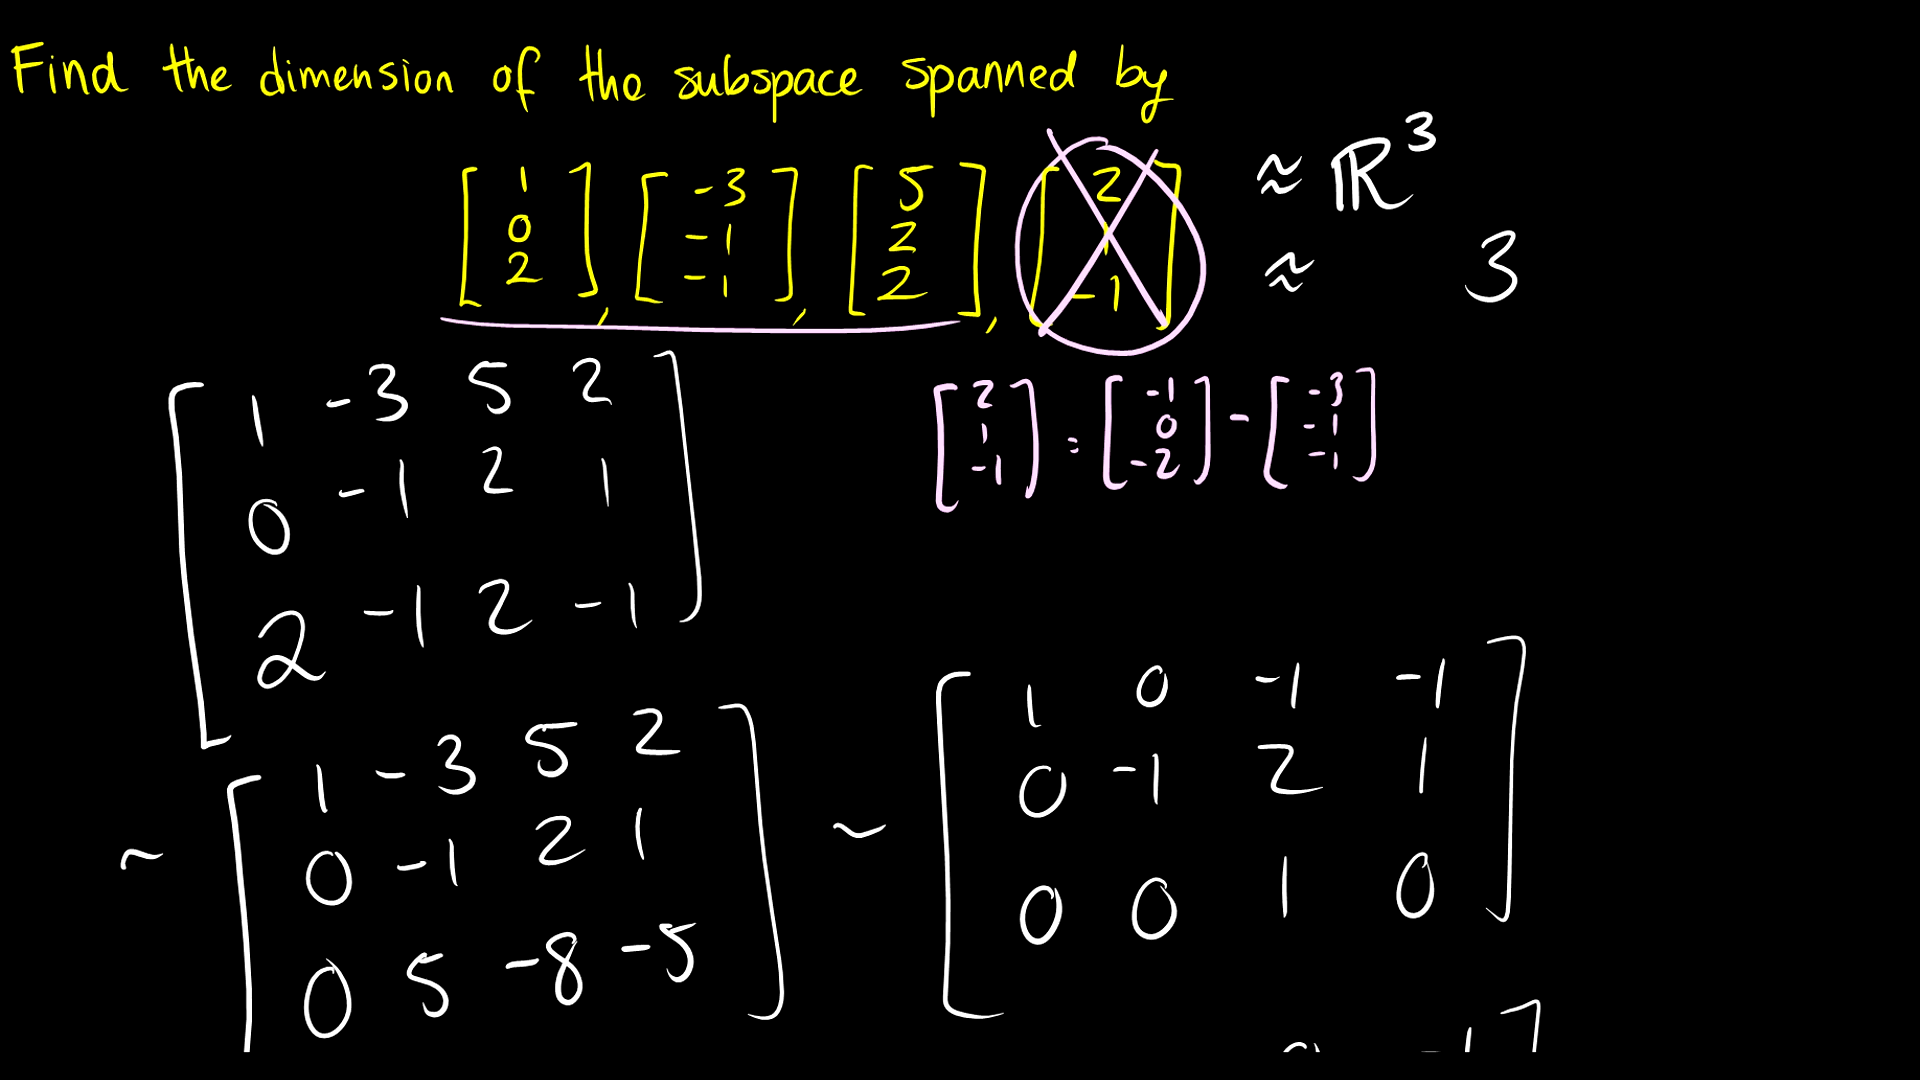 Find the dimension of the subspace spanned by
[1 0 2], [-3 -1 -1], [5 2 2], [2 1 -1] ≈ ℝ³
≈ 3
[1 -3 5 2
0 -1 2 1
2 -1 2 -1]
[2 1 -1] = [-1 0 -2] - [-3 -1 -1]
~ [1 -3 5 2
0 -1 2 1
0 5 -8 -5]
~ [1 0 -1 -1
0 -1 2 1
0 0 1 0]